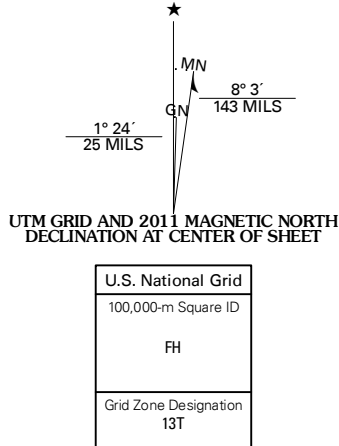 ★
MN
GN
8° 3´
143 MILS
1° 24´
25 MILS
UTM GRID AND 2011 MAGNETIC NORTH
DECLINATION AT CENTER OF SHEET
U.S. National Grid
100,000-m Square ID
FH
Grid Zone Designation
13T